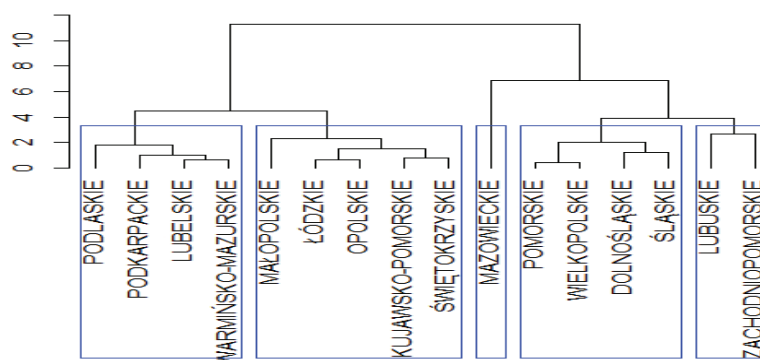 10
8
6
4
2
0
PODLASKIE
PODKARPACKIE
LUBELSKIE
WARMIŃSKO-MAZURSKIE
MAŁOPOLSKIE
ŁÓDZKIE
OPOLSKIE
KUJAWSKO-POMORSKIE
ŚWIĘTOKRZYSKIE
MAZOWIECKIE
POMORSKIE
WIELKOPOLSKIE
DOLNOŚLĄSKIE
ŚLĄSKIE
LUBUSKIE
ZACHODNIOPOMORSKIE